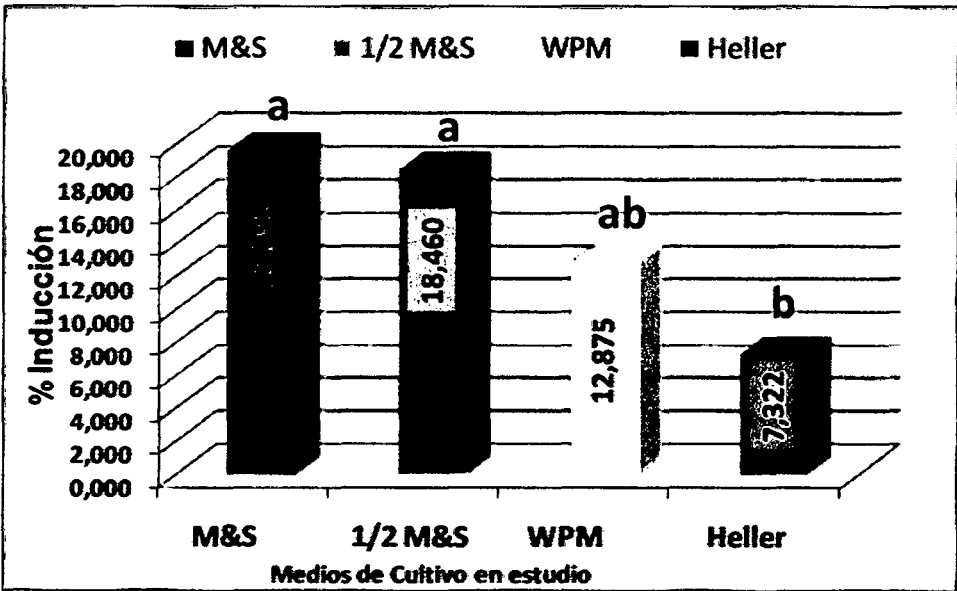 M&S 1/2 M&S WPM Heller
a
a
ab
b
% Inducción
20,000
18,000
16,000
14,000
12,000
10,000
8,000
6,000
4,000
2,000
0,000
18,460
12,875
7,322
M&S 1/2 M&S WPM Heller
Medios de Cultivo en estudio